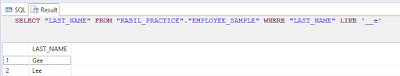 SQL Result
SELECT "LAST_NAME" FROM "KABIL_PRACTICE"."EMPLOYEE_SAMPLE" WHERE "LAST_NAME" LIKE '__e'
LAST_NAME
1 Gee
2 Lee